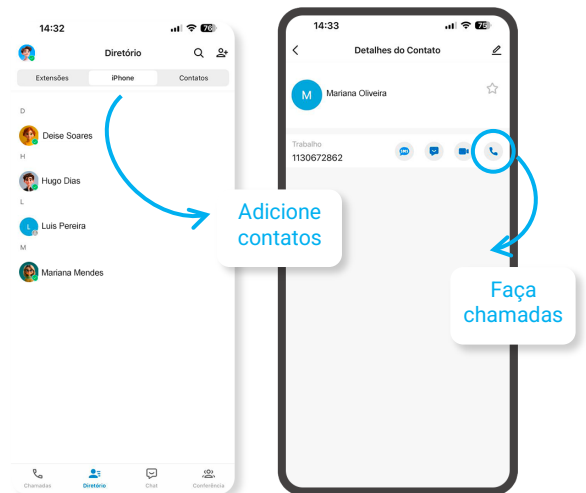 14:32
76
Diretório
Extensões
iPhone
Contatos
D
Deise Soares
H
Hugo Dias
L
L
Luis Pereira
M
Mariana Mendes
Chamadas
Diretório
Chat
Conferência
Adicione
contatos
14:33
75
Detalhes do Contato
M
Mariana Oliveira
Trabalho
1130672862
Faça
chamadas